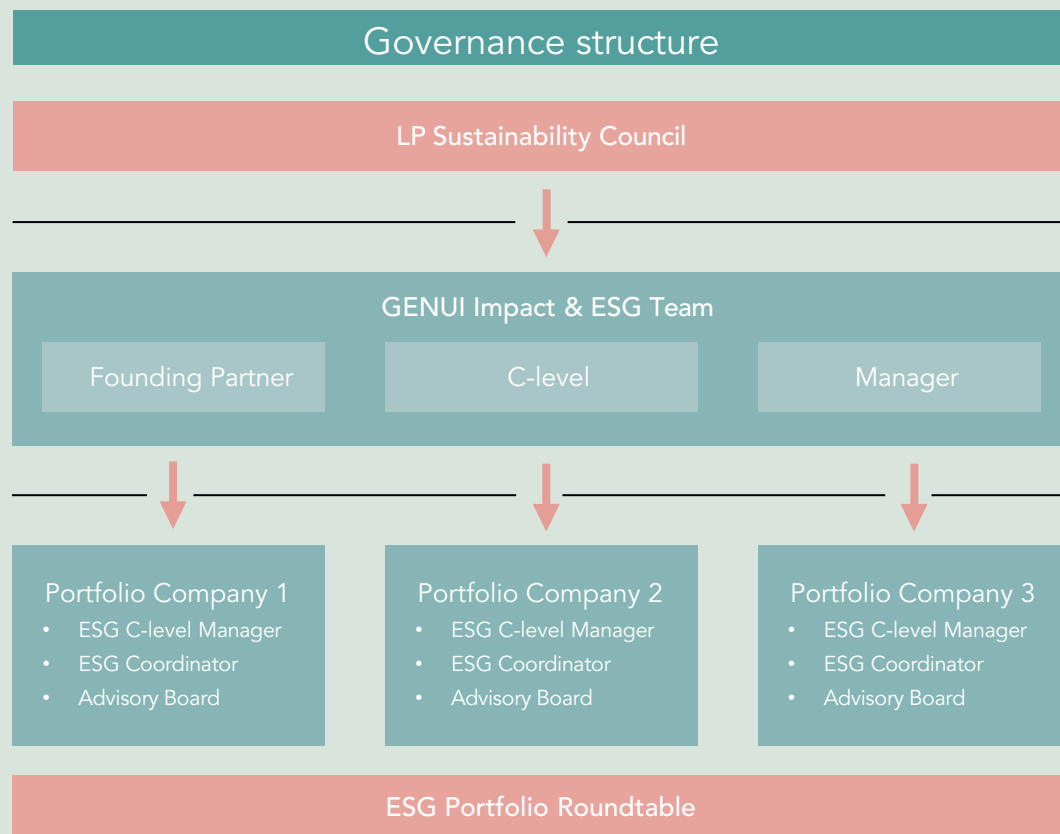 Governance structure
LP Sustainability Council
GENUI Impact & ESG Team
Founding Partner
C-level
Manager
Portfolio Company 1
• ESG C-level Manager
• ESG Coordinator
• Advisory Board
Portfolio Company 2
• ESG C-level Manager
• ESG Coordinator
• Advisory Board
Portfolio Company 3
• ESG C-level Manager
• ESG Coordinator
• Advisory Board
ESG Portfolio Roundtable